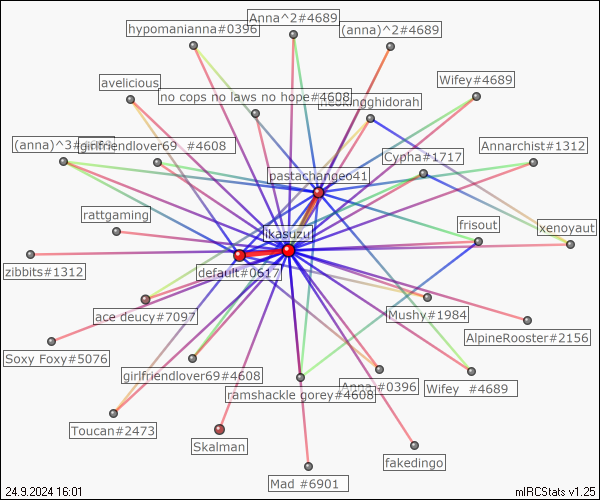 Anna^2#4689
hypomanianna#0396
(anna)^2#4689
Wifey#4689
avelicious
no cops no laws no hope#4608
(anna)^3
girlfriendlover69 #4608
Cypha#1717
Annarchist#1312
pastachangeo41
rattgaming
frisout
xenoyaut
ikasuzu
zibbits#1312
default#0617
ace deucy#7097
Mushy#1984
AlpineRooster#2156
Soxy Foxy#5076
girlfriendlover69#4608
Anna #0396
Wifey #4689
ramshackle gorey#4608
Toucan#2473
Skalman
fakedingo
Mad #6901
24.9.2024 16:01
mIRCStats v1.25